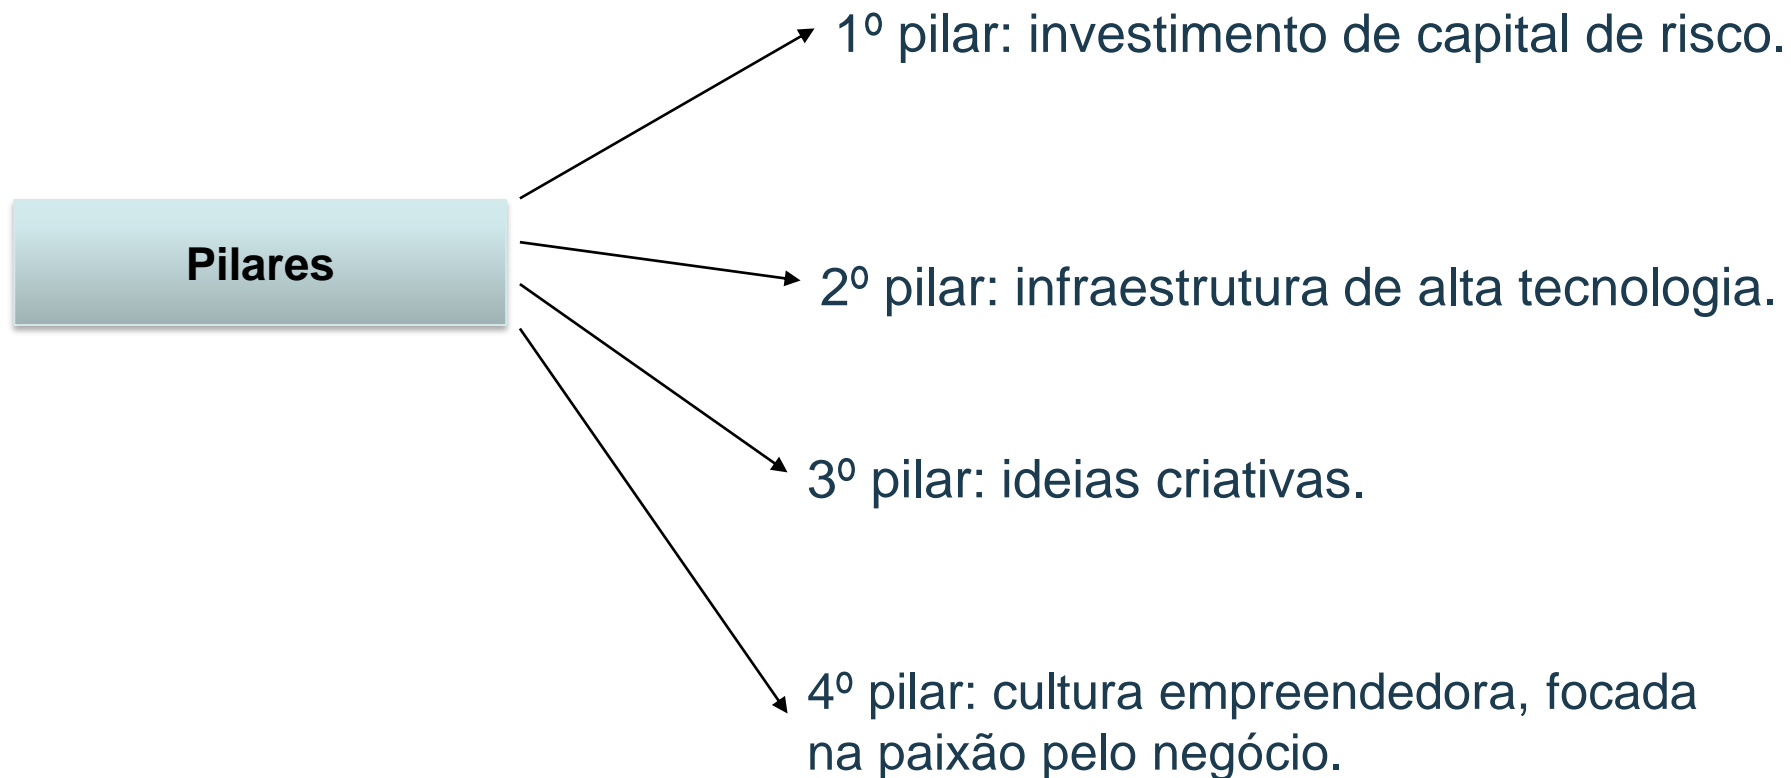 1º pilar: investimento de capital de risco.
Pilares
2º pilar: infraestrutura de alta tecnologia.
3º pilar: ideias criativas.
4º pilar: cultura empreendedora, focada
na paixão pelo negócio.